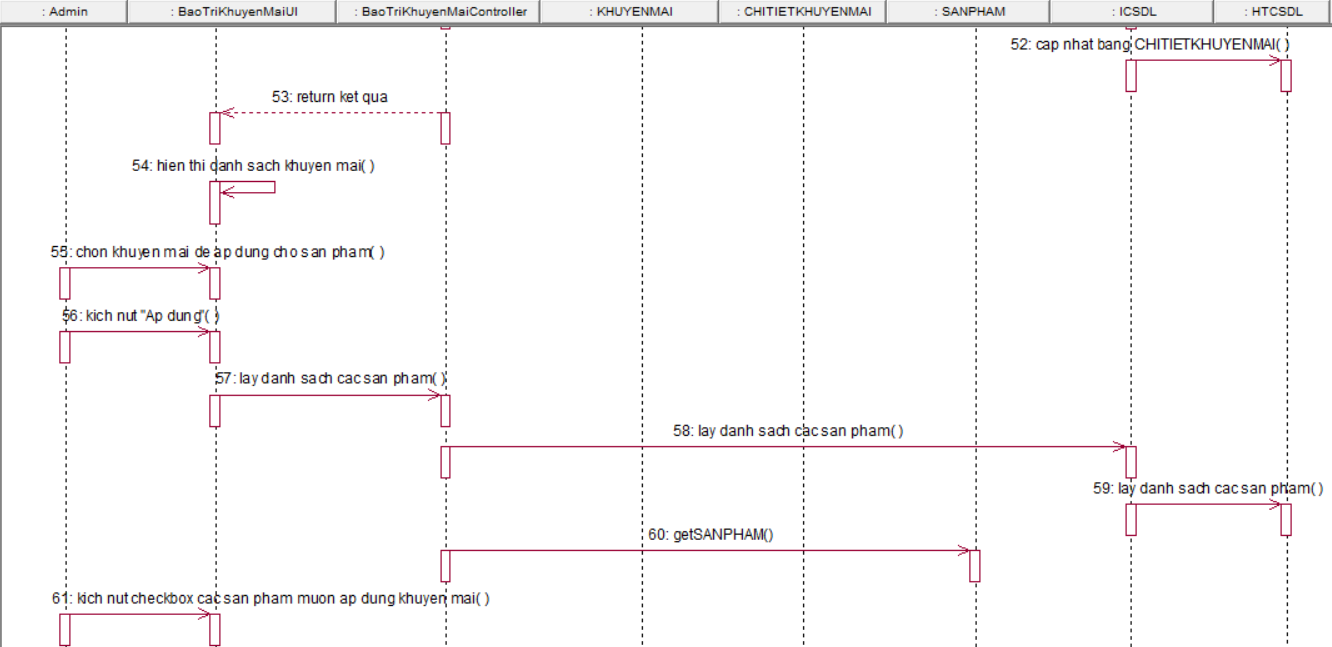 : Admin
: BaoTriKhuyenMaiUI
: BaoTriKhuyenMaiController
: KHUYENMAI
: CHITIETKHUYENMAI
: SANPHAM
: ICSDL
: HTCSDL
52: cap nhat bang CHITIETKHUYENMAI( )
53: return ket qua
54: hien thi danh sach khuyen mai( )
55: chon khuyen mai de ap dung cho san pham( )
56: kich nut "Ap dung"( )
57: lay danh sach cac san pham( )
58: lay danh sach cac san pham( )
59: lay danh sach cac san pham( )
60: getSANPHAM()
61: kich nut checkbox cac san pham muon ap dung khuyen mai( )